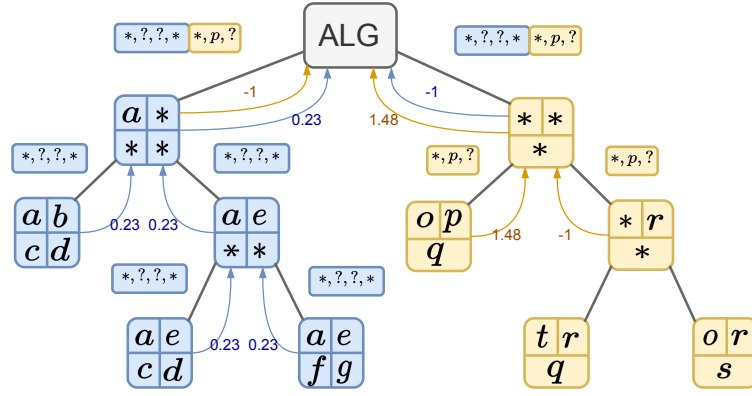 *,?,?,* *,p,? ALG *,?,?,* *,p,?
-1 -1
0.23 1.48
a * * *
* * *
*,?,?,* *,?,?,* *,p,? *,p,?
a b a e o p * r
c d * * q *
0.23 0.23 1.48 -1
*,?,?,* *,?,?,*
a e a e t r o r
c d f g q s
0.23 0.23